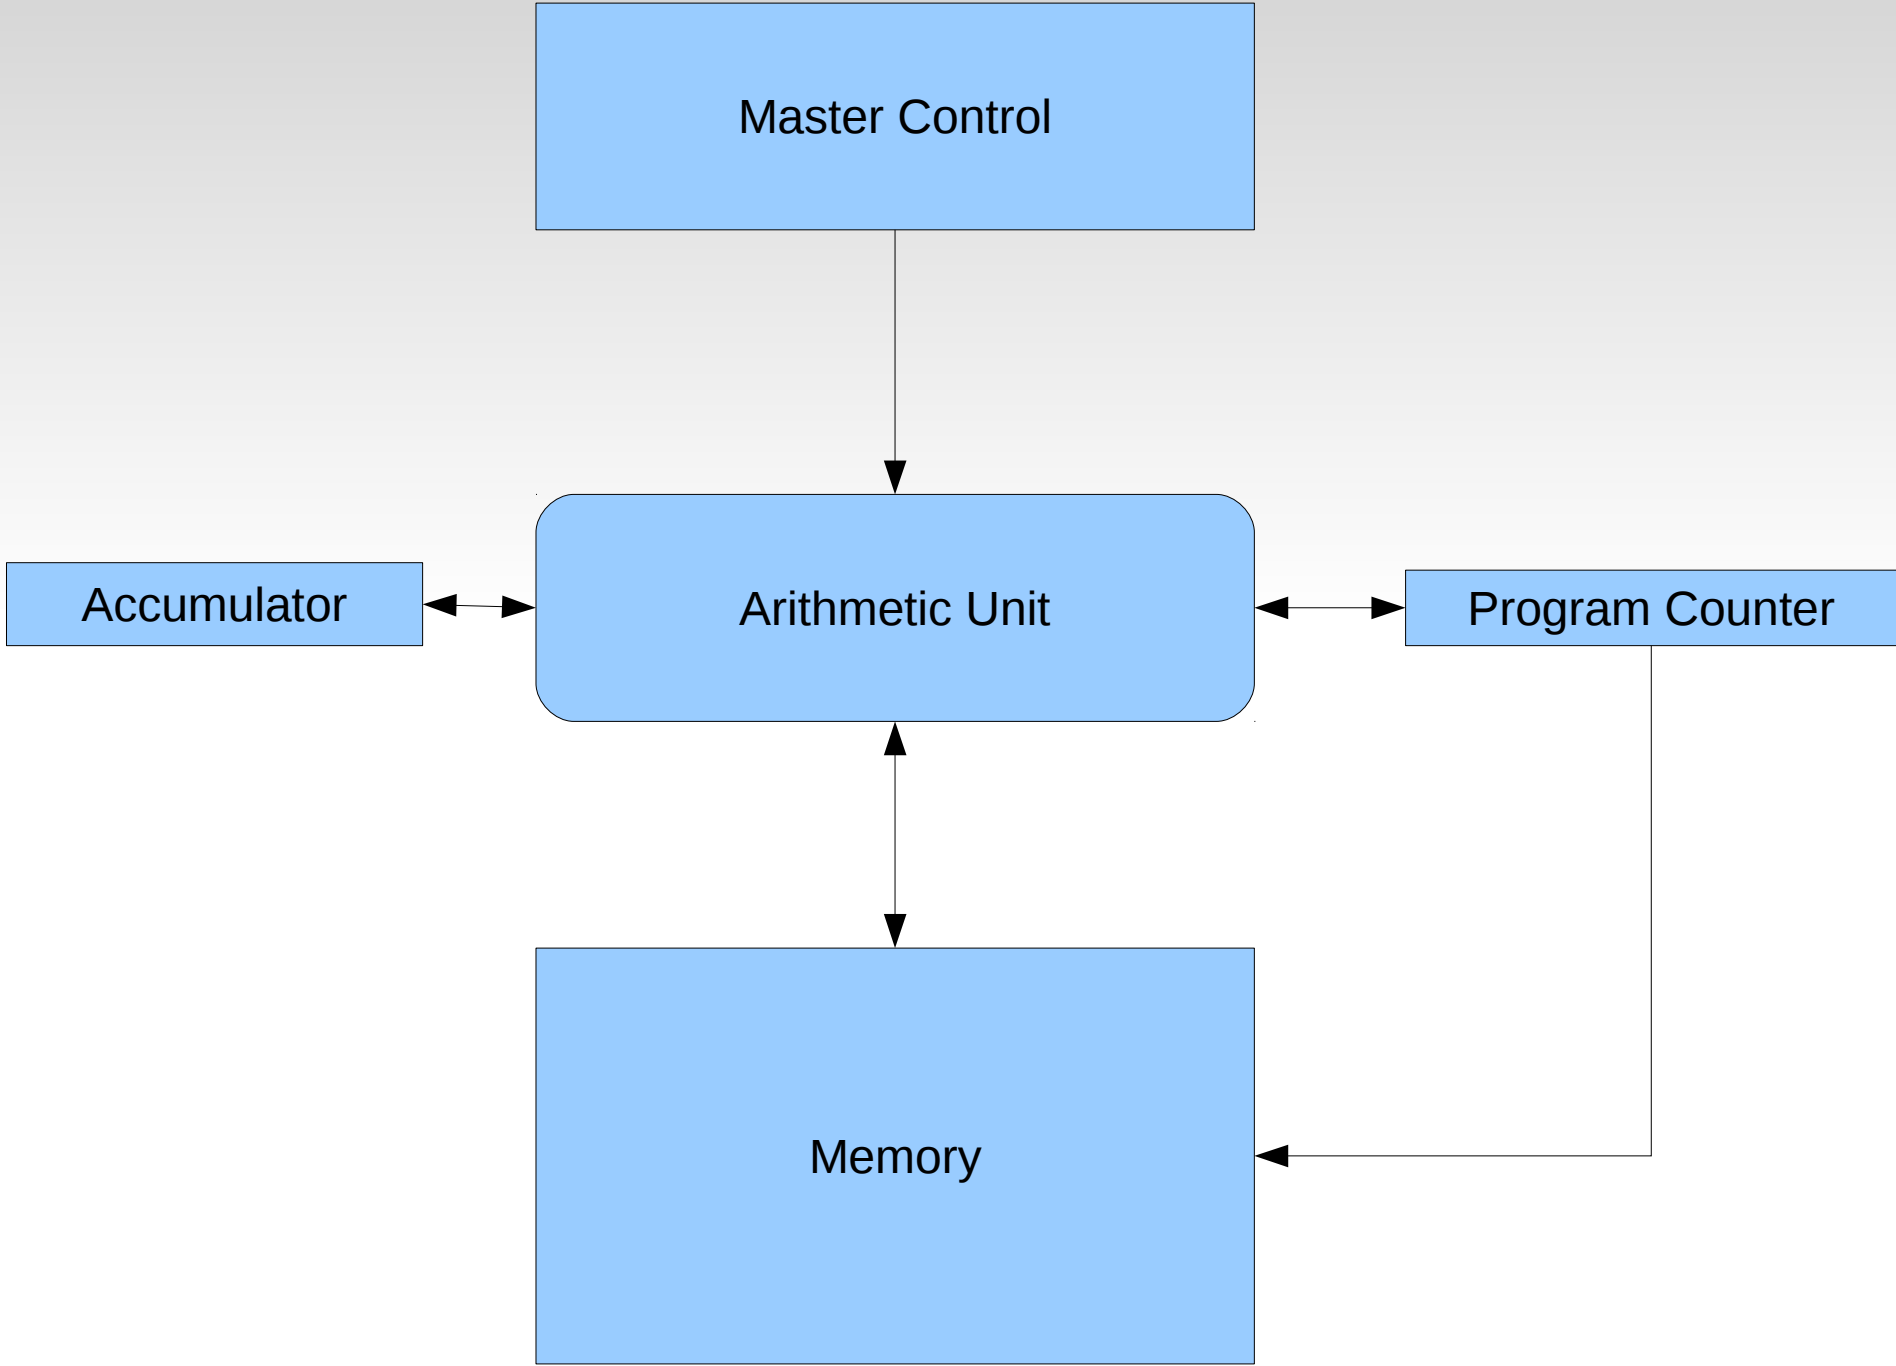 Master Control
Accumulator
Arithmetic Unit
Program Counter
Memory